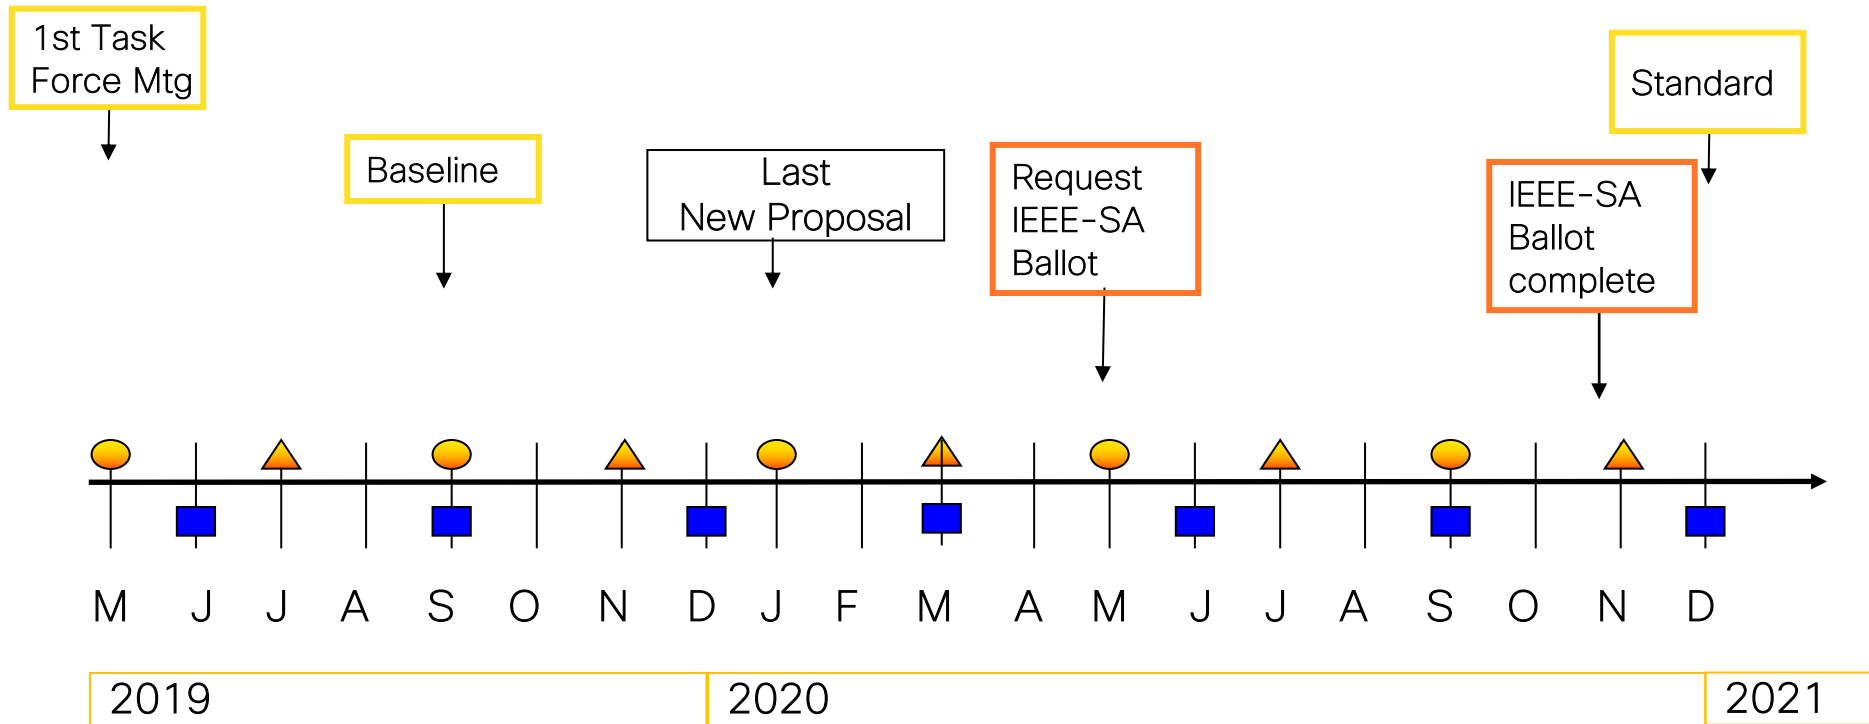 1st Task
Force Mtg
Standard
Baseline
Last
New Proposal
Request
IEEE-SA
Ballot
IEEE-SA
Ballot
complete
M J J A S O N D J F M A M J J A S O N D
2019 2020 2021